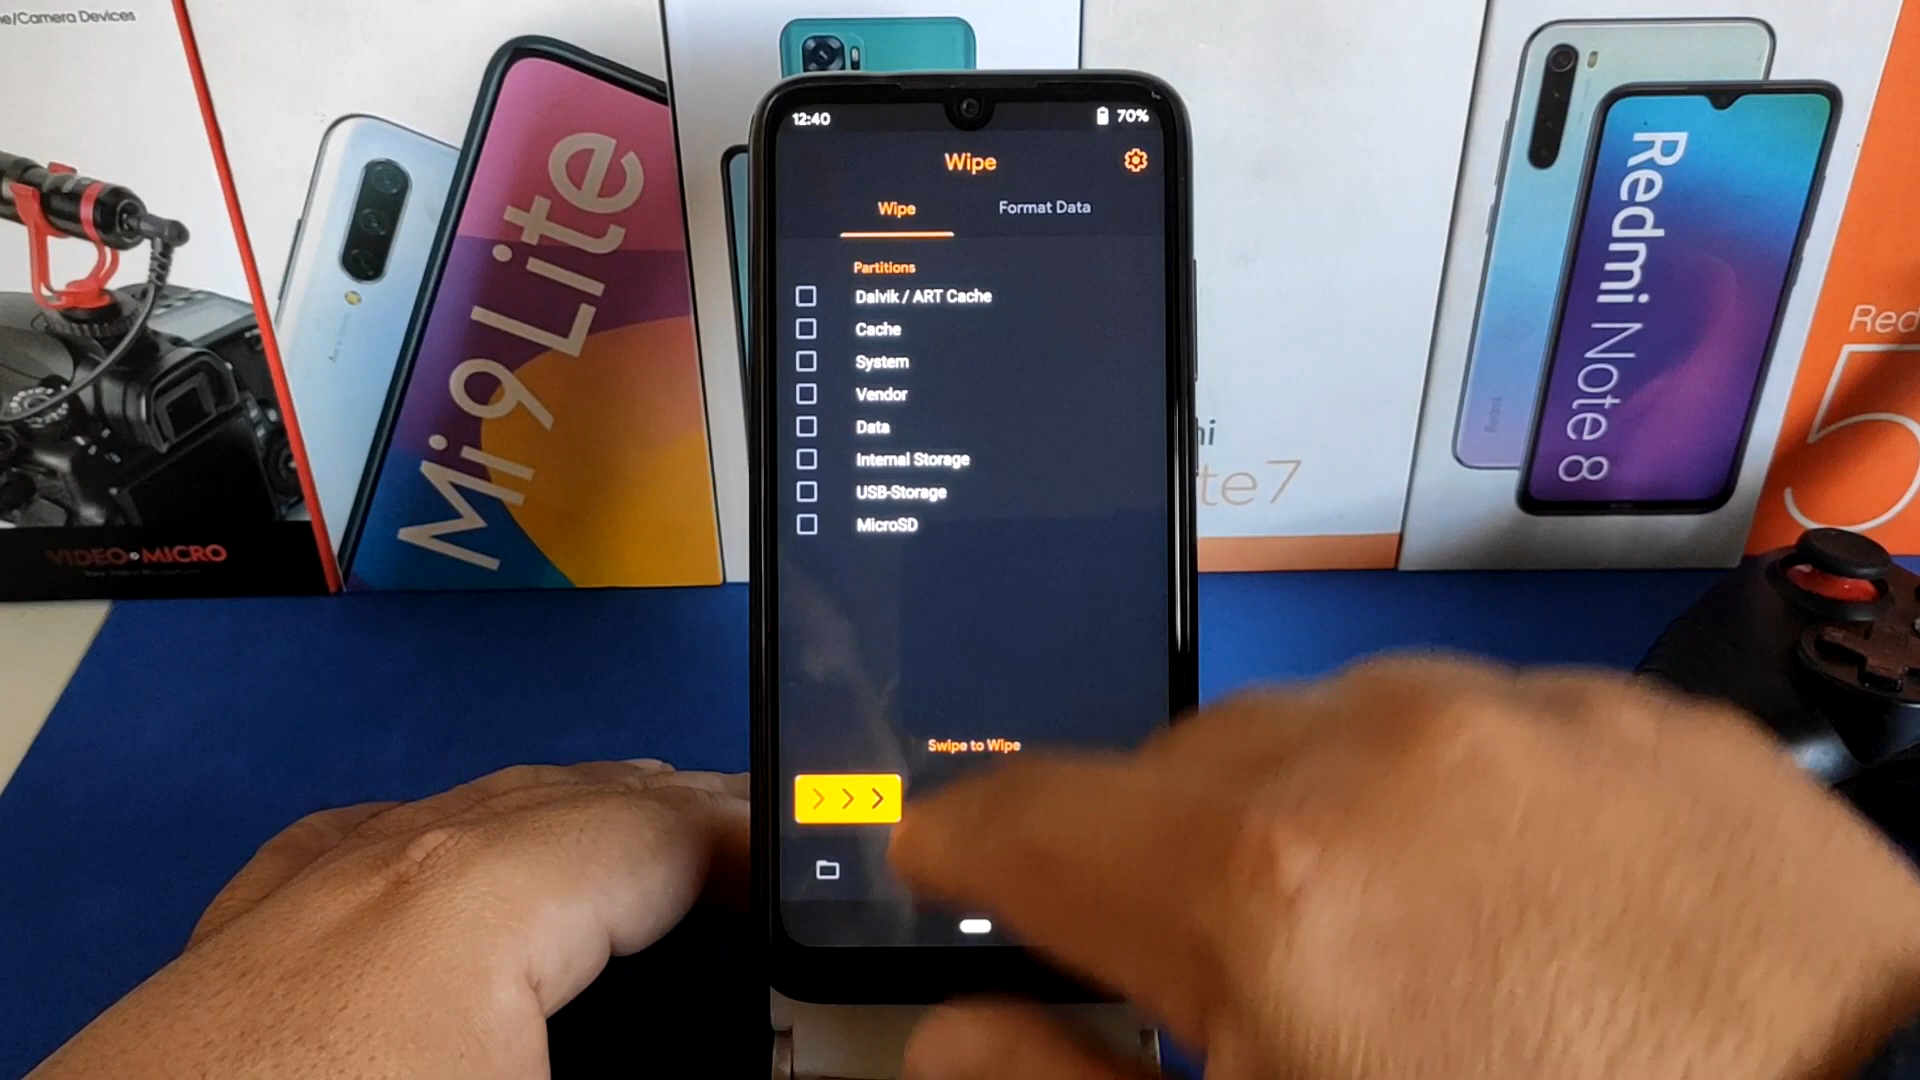 e/Camera Devices
VIDEO MICRO
Mi 9 Lite
12:40
70%
Wipe
Wipe
Format Data
Partitions
Dalvik / ART Cache
Cache
System
Vendor
Data
Internal Storage
USB-Storage
MicroSD
Swipe to Wipe
te7
Redmi Note 8
Red
5